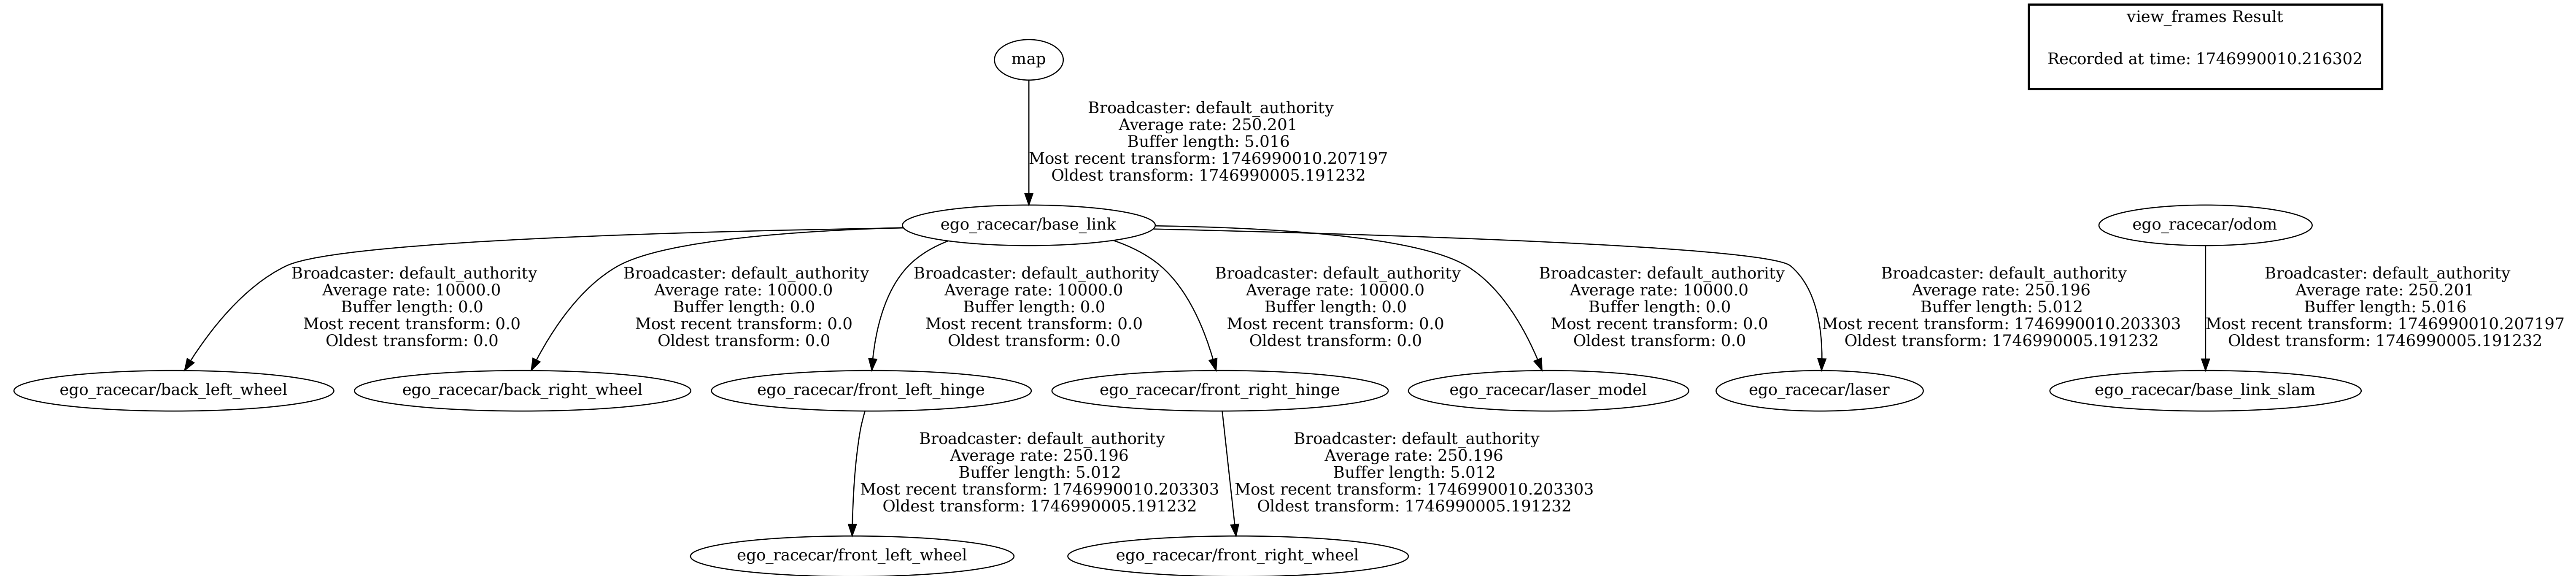 view_frames Result
Recorded at time: 1746990010.216302
map
Broadcaster: default_authority
Average rate: 250.201
Buffer length: 5.016
Most recent transform: 1746990010.207197
Oldest transform: 1746990005.191232
ego_racecar/base_link
ego_racecar/odom
Broadcaster: default_authority
Average rate: 10000.0
Buffer length: 0.0
Most recent transform: 0.0
Oldest transform: 0.0
Broadcaster: default_authority
Average rate: 10000.0
Buffer length: 0.0
Most recent transform: 0.0
Oldest transform: 0.0
Broadcaster: default_authority
Average rate: 10000.0
Buffer length: 0.0
Most recent transform: 0.0
Oldest transform: 0.0
Broadcaster: default_authority
Average rate: 10000.0
Buffer length: 0.0
Most recent transform: 0.0
Oldest transform: 0.0
Broadcaster: default_authority
Average rate: 10000.0
Buffer length: 0.0
Most recent transform: 0.0
Oldest transform: 0.0
Broadcaster: default_authority
Average rate: 250.196
Buffer length: 5.012
Most recent transform: 1746990010.203303
Oldest transform: 1746990005.191232
Broadcaster: default_authority
Average rate: 250.201
Buffer length: 5.016
Most recent transform: 1746990010.207197
Oldest transform: 1746990005.191232
ego_racecar/back_left_wheel
ego_racecar/back_right_wheel
ego_racecar/front_left_hinge
ego_racecar/front_right_hinge
ego_racecar/laser_model
ego_racecar/laser
ego_racecar/base_link_slam
Broadcaster: default_authority
Average rate: 250.196
Buffer length: 5.012
Most recent transform: 1746990010.203303
Oldest transform: 1746990005.191232
Broadcaster: default_authority
Average rate: 250.196
Buffer length: 5.012
Most recent transform: 1746990010.203303
Oldest transform: 1746990005.191232
ego_racecar/front_left_wheel
ego_racecar/front_right_wheel